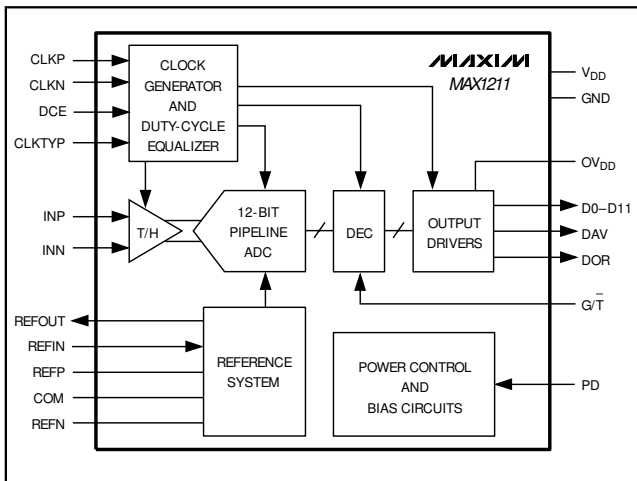 CLKP
CLKN
DCE
CLKTYP
CLOCK
GENERATOR
AND
DUTY-CYCLE
EQUALIZER
MAXIM
MAX1211
VDD
GND
OVDD
INP
INN
T/H
12-BIT
PIPELINE
ADC
DEC
OUTPUT
DRIVERS
D0–D11
DAV
DOR
G/T̅
REFOUT
REFIN
REFP
COM
REFN
REFERENCE
SYSTEM
POWER CONTROL
AND
BIAS CIRCUITS
PD